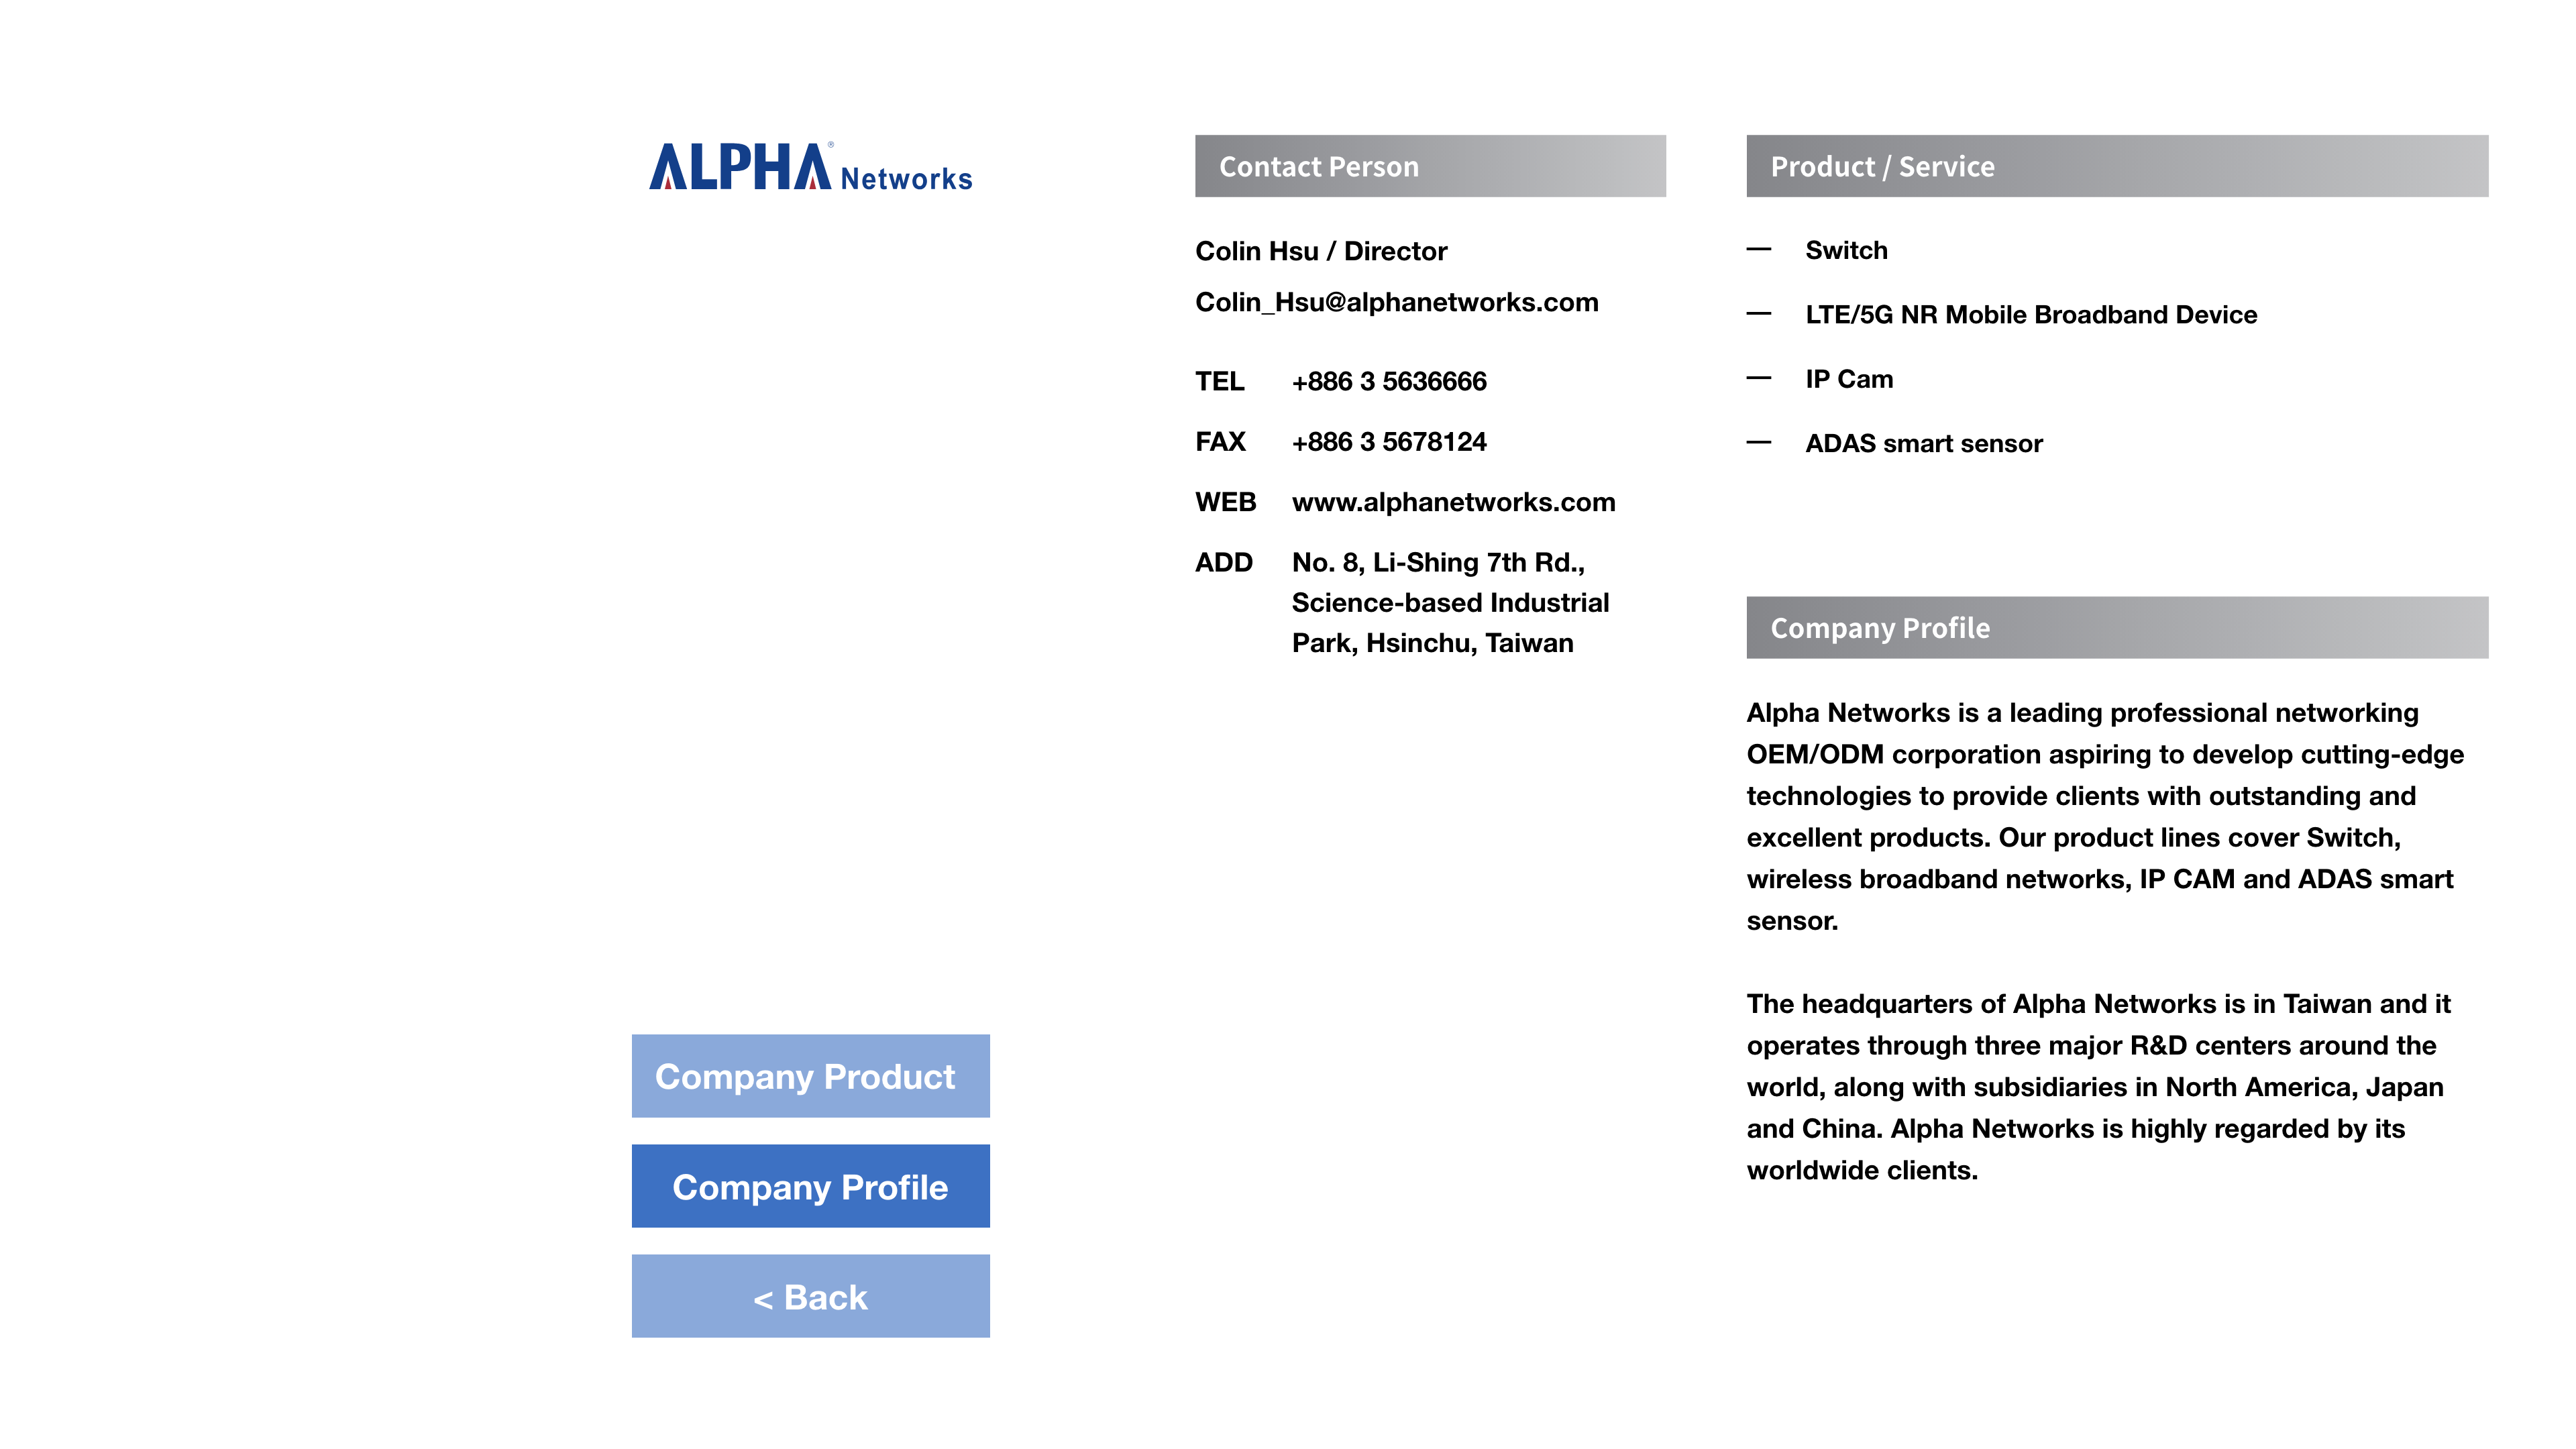 ALPHA® Networks
Company Product
Company Profile
< Back
Contact Person
Colin Hsu / Director
Colin_Hsu@alphanetworks.com
TEL +886 3 5636666
FAX +886 3 5678124
WEB www.alphanetworks.com
ADD No. 8, Li-Shing 7th Rd.,
Science-based Industrial
Park, Hsinchu, Taiwan
Product / Service
— Switch
— LTE/5G NR Mobile Broadband Device
— IP Cam
— ADAS smart sensor
Company Profile
Alpha Networks is a leading professional networking
OEM/ODM corporation aspiring to develop cutting-edge
technologies to provide clients with outstanding and
excellent products. Our product lines cover Switch,
wireless broadband networks, IP CAM and ADAS smart
sensor.
The headquarters of Alpha Networks is in Taiwan and it
operates through three major R&D centers around the
world, along with subsidiaries in North America, Japan
and China. Alpha Networks is highly regarded by its
worldwide clients.